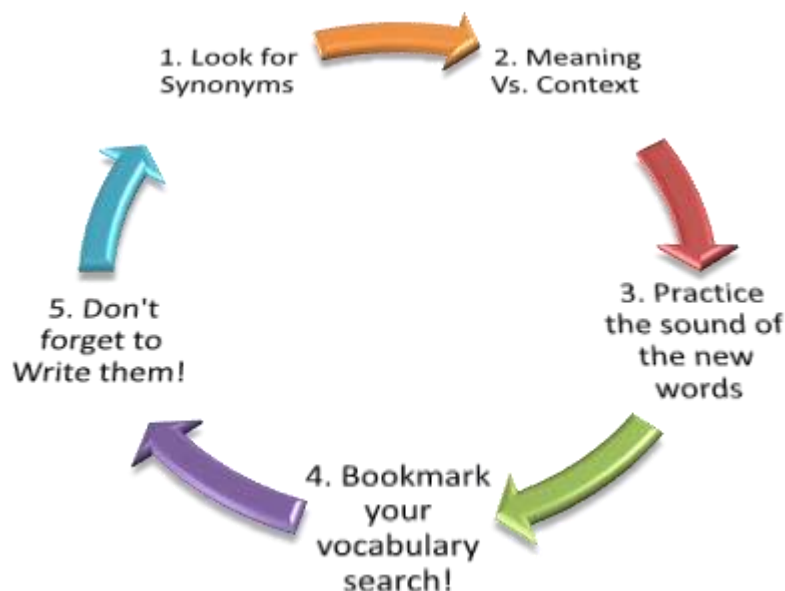 1. Look for
Synonyms
2. Meaning
Vs. Context
3. Practice
the sound of
the new
words
4. Bookmark
your
vocabulary
search!
5. Don't
forget to
Write them!